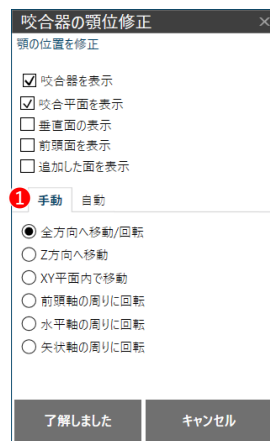 咬合器の顎位修正
顎の位置を修正
咬合器を表示
咬合平面を表示
垂直面の表示
前頭面を表示
追加した面を表示
1 手動 自動
全方向へ移動/回転
Z方向へ移動
XY平面内で移動
前頭軸の周りに回転
水平軸の周りに回転
矢状軸の周りに回転
了解しました キャンセル